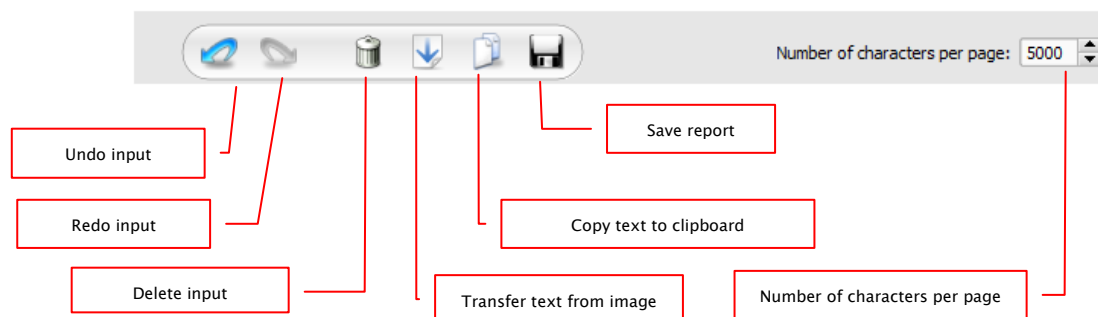 Number of characters per page: 5000
Save report
Undo input
Redo input
Copy text to clipboard
Delete input
Transfer text from image
Number of characters per page